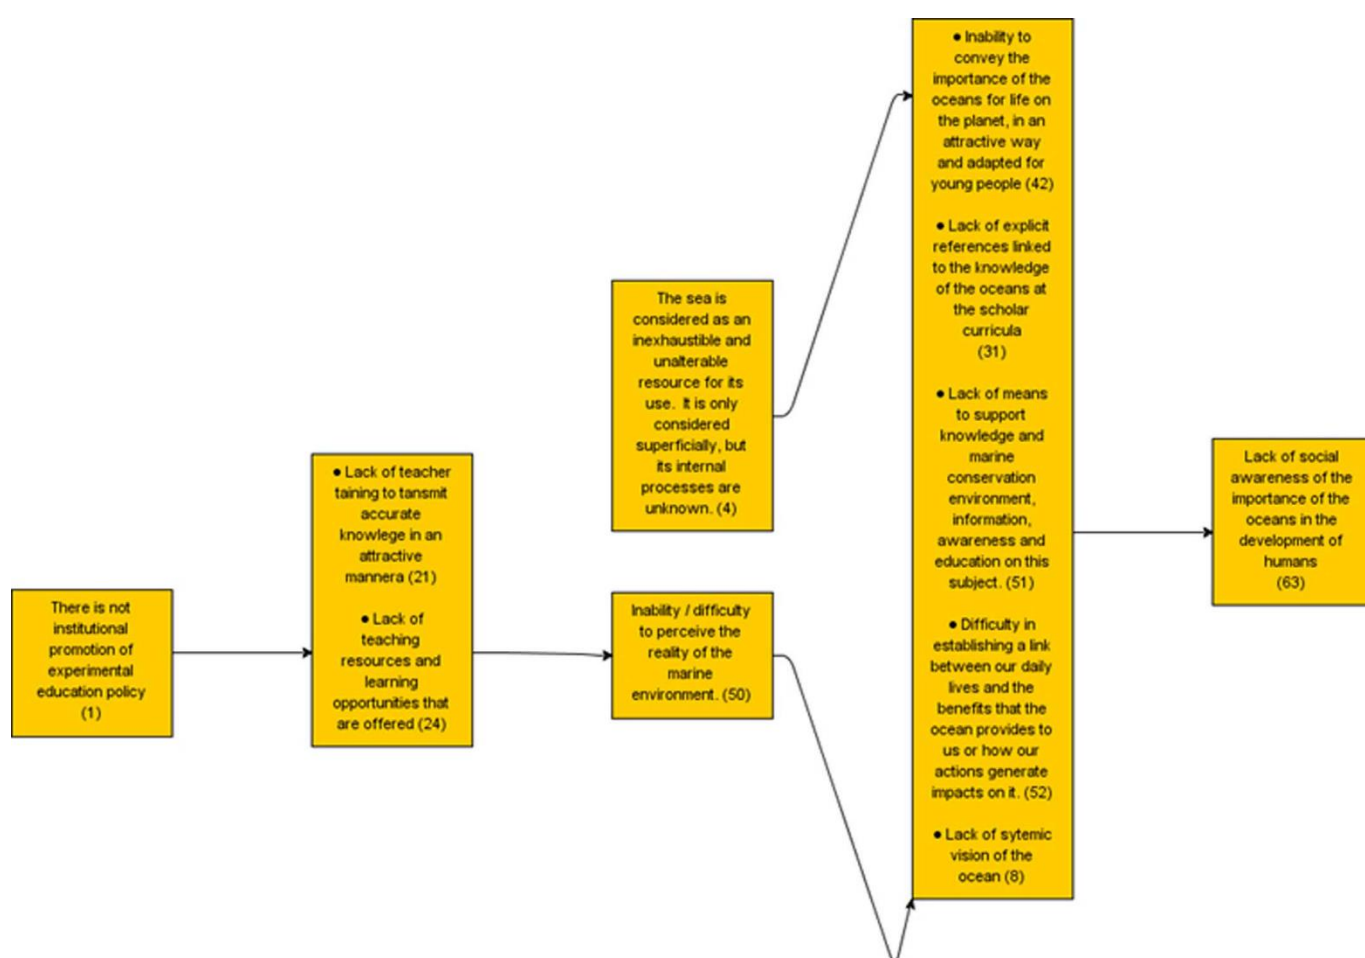 There is not
institutional
promotion of
experimental
education policy
(1)
● Lack of teacher
taining to tansmit
accurate
knowlege in an
attractive
mannera (21)
● Lack of
teaching
resources and
learning
opportunities that
are offered (24)
The sea is
considered as an
inexhaustible and
unalterable
resource for its
use. It is only
considered
superficially, but
its internal
processes are
unknown. (4)
Inability / difficulty
to perceive the
reality of the
marine
environment. (50)
● Inability to
convey the
importance of the
oceans for life on
the planet, in an
attractive way
and adapted for
young people (42)
● Lack of explicit
references linked
to the knowledge
of the oceans at
the scholar
curricula
(31)
● Lack of means
to support
knowledge and
marine
conservation
environment,
information,
awareness and
education on this
subject. (51)
● Difficulty in
establishing a link
between our daily
lives and the
benefits that the
ocean provides to
us or how our
actions generate
impacts on it. (52)
● Lack of sytemic
vision of the
ocean (8)
Lack of social
awareness of the
importance of the
oceans in the
development of
humans
(63)